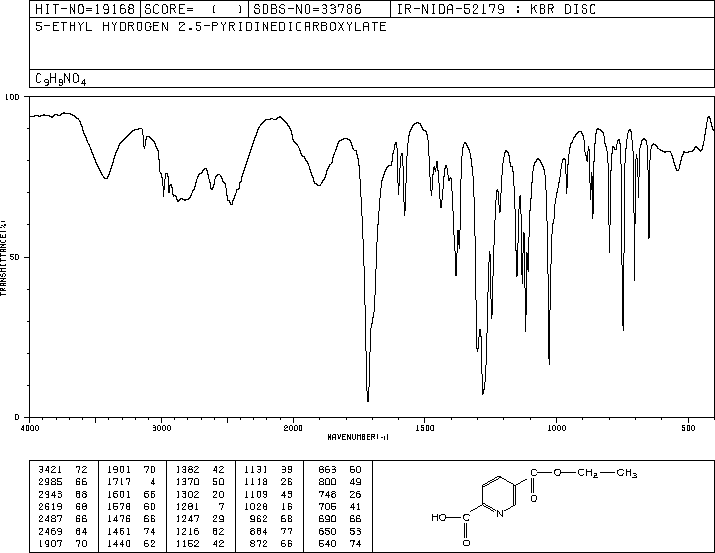 HIT-NO=19168 SCORE= ( ) SDBS-NO=33786 IR-NIDA-52179 : KBR DISC
5-ETHYL HYDROGEN 2.5-PYRIDINEDICARBOXYLATE
C9H9NO4
100
TRANSMITTANCE(%)
50
0
4000 3000 2000 1500 1000 500
WAVENUMBER(-1)
3421 72 1901 70 1382 42 1131 39 863 60
2985 66 1717 4 1370 50 1118 26 800 49
2943 68 1601 66 1302 20 1109 43 748 26
2619 68 1578 60 1281 7 1028 16 705 41
2487 66 1476 66 1247 29 962 68 690 66
2469 64 1461 74 1216 62 884 77 650 53
1907 70 1440 62 1152 42 872 66 540 74
C O CH2 CH3
O
N
HO C
O